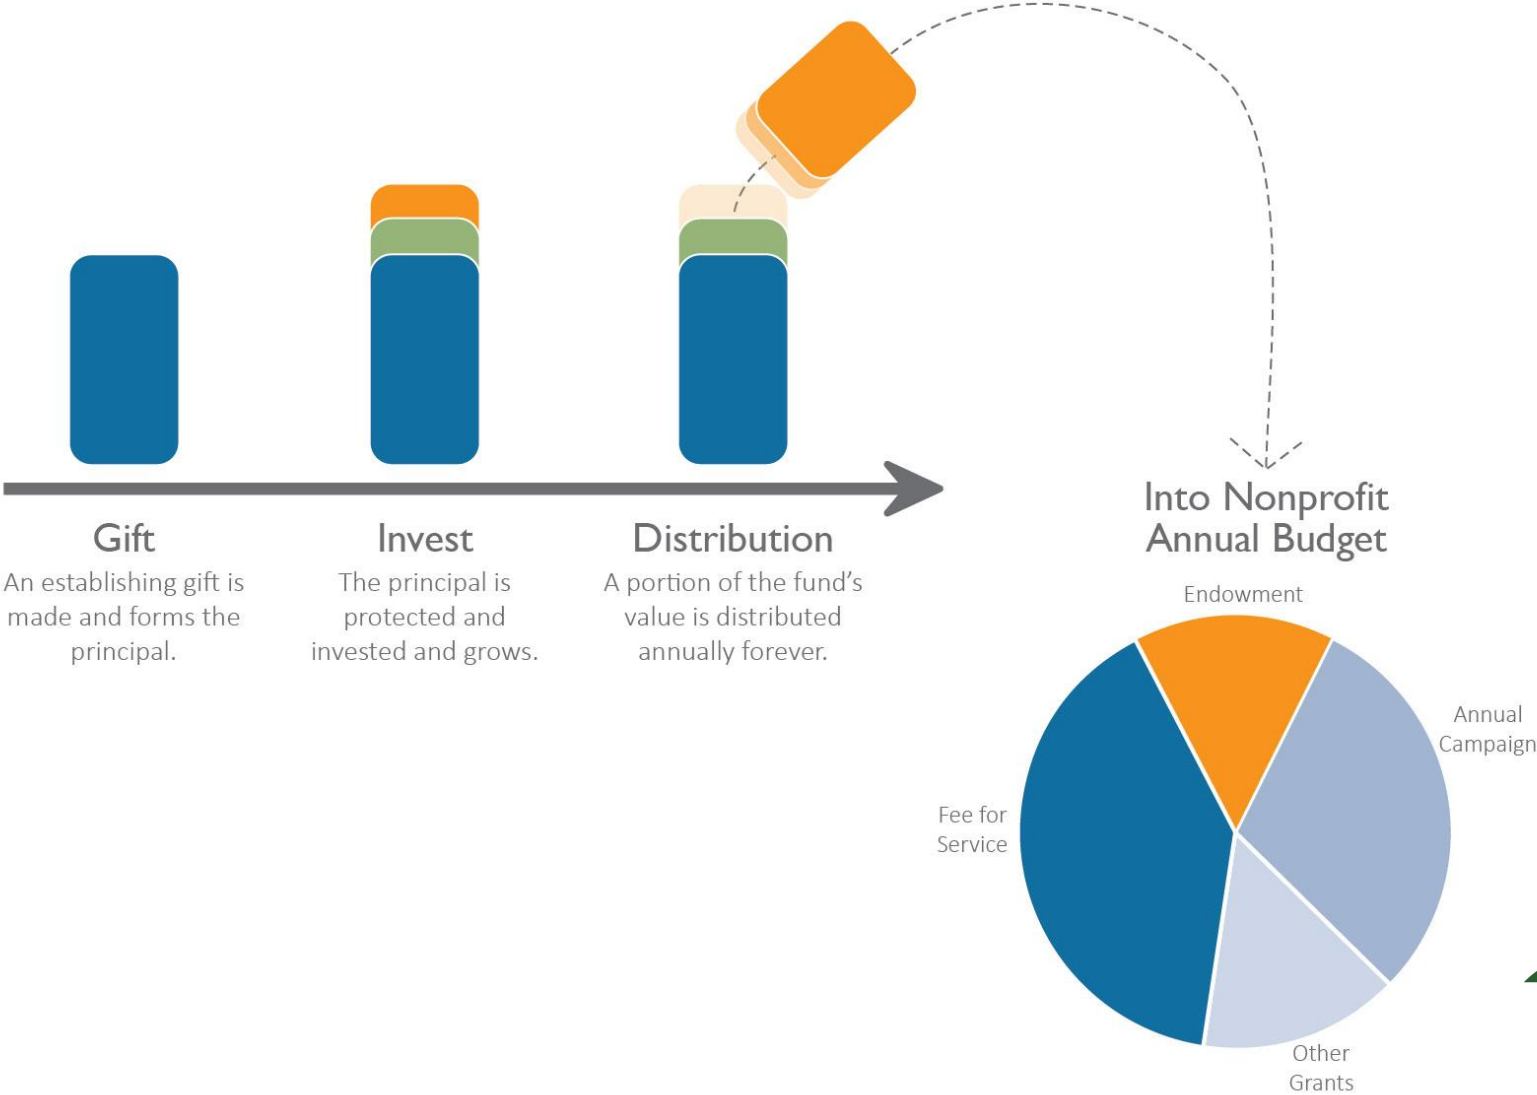 Gift
An establishing gift is
made and forms the
principal.
Invest
The principal is
protected and
invested and grows.
Distribution
A portion of the fund’s
value is distributed
annually forever.
Into Nonprofit
Annual Budget
Endowment
Annual
Campaign
Fee for
Service
Other
Grants